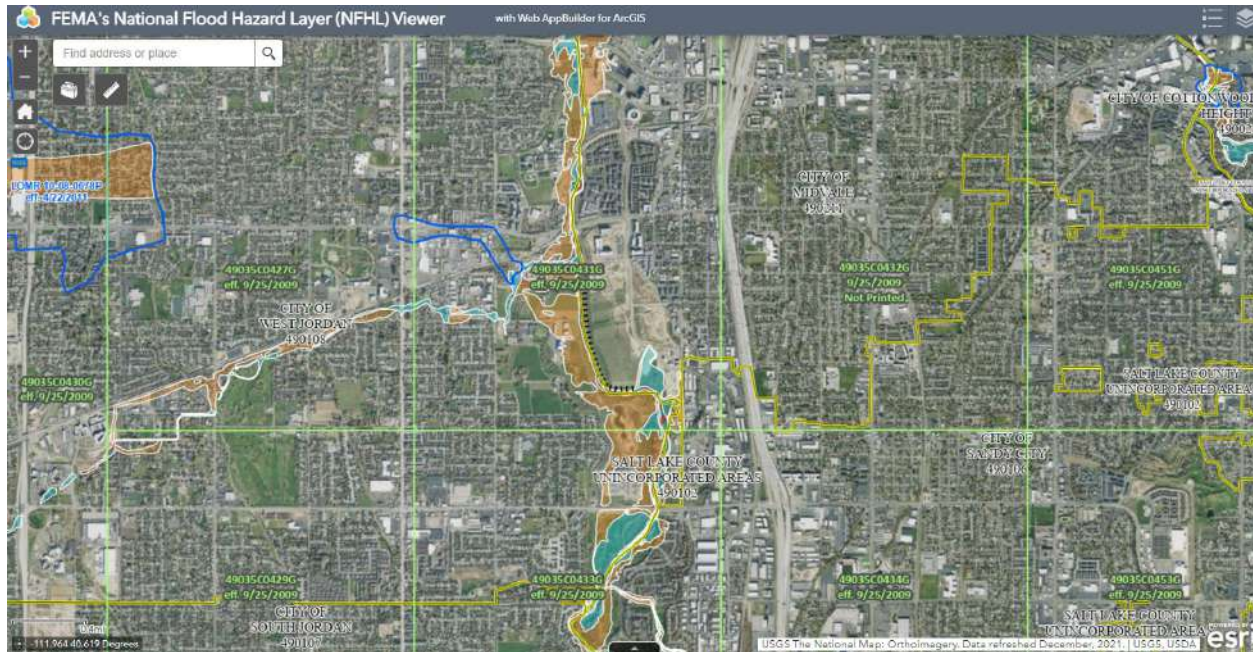 FEMA's National Flood Hazard Layer (NFHL) Viewer
with Web AppBuilder for ArcGIS
Find address or place
CITY OF COTTONWOOD
HEIGHTS
CITY OF
MIDVALE
490211
eff. 4/22/2011
49035C0427G
eff. 9/25/2009
49035C0431G
eff. 9/25/2009
49035C0432G
9/25/2009
Not Printed
49035C0451G
eff. 9/25/2009
CITY OF
WEST JORDAN
490108
49035C0430G
eff. 9/25/2009
SALT LAKE COUNTY
UNINCORPORATED AREAS
490102
CITY OF
SANDY CITY
490106
SALT LAKE COUNTY
UNINCORPORATED AREAS
490102
49035C0429G
eff. 9/25/2009
49035C0433G
eff. 9/25/2009
49035C0434G
eff. 9/25/2009
49035C0453G
eff. 9/25/2009
CITY OF
SOUTH JORDAN
490107
SALT LAKE COUNTY
UNINCORPORATED AREAS
-111.964 40.619 Degrees
USGS The National Map: Orthoimagery. Data refreshed December, 2021. | USGS, USDA
POWERED BY
esri